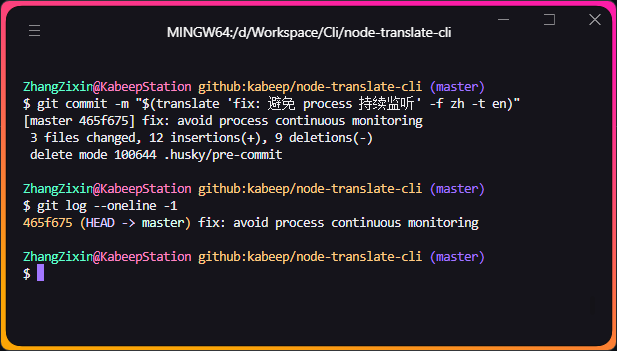 MINGW64:/d/Workspace/Cli/node-translate-cli
ZhangZixin@KabeepStation github:kabeep/node-translate-cli (master)
$ git commit -m "$(translate 'fix: 避免 process 持续监听' -f zh -t en)"
[master 465f675] fix: avoid process continuous monitoring
 3 files changed, 12 insertions(+), 9 deletions(-)
 delete mode 100644 .husky/pre-commit
ZhangZixin@KabeepStation github:kabeep/node-translate-cli (master)
$ git log --oneline -1
465f675 (HEAD -> master) fix: avoid process continuous monitoring
ZhangZixin@KabeepStation github:kabeep/node-translate-cli (master)
$